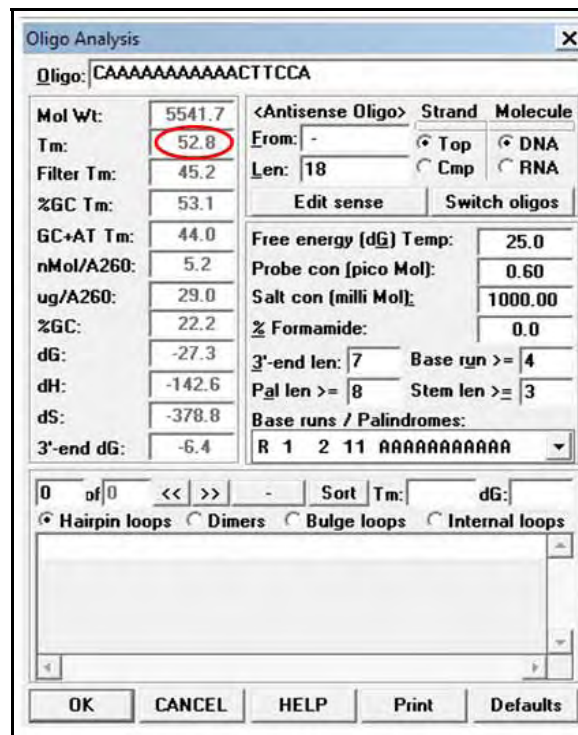 Oligo Analysis
Oligo: CAAAAAAAAAAACTTCCA
Mol Wt: 5541.7
Tm: 52.8
Filter Tm: 45.2
%GC Tm: 53.1
GC+AT Tm: 44.0
nMol/A260: 5.2
ug/A260: 29.0
%GC: 22.2
dG: -27.3
dH: -142.6
dS: -378.8
3'-end dG: -6.4
<Antisense Oligo> Strand Molecule
From: - Top DNA
Len: 18 Cmp RNA
Edit sense Switch oligos
Free energy (dG) Temp: 25.0
Probe con (pico Mol): 0.60
Salt con (milli Mol): 1000.00
% Formamide: 0.0
3'-end len: 7 Base run >= 4
Pal len >= 8 Stem len >= 3
Base runs / Palindromes:
R 1 2 11 AAAAAAAAAAA
0 of 0 << >> - Sort Tm: dG:
Hairpin loops Dimers Bulge loops Internal loops
OK CANCEL HELP Print Defaults